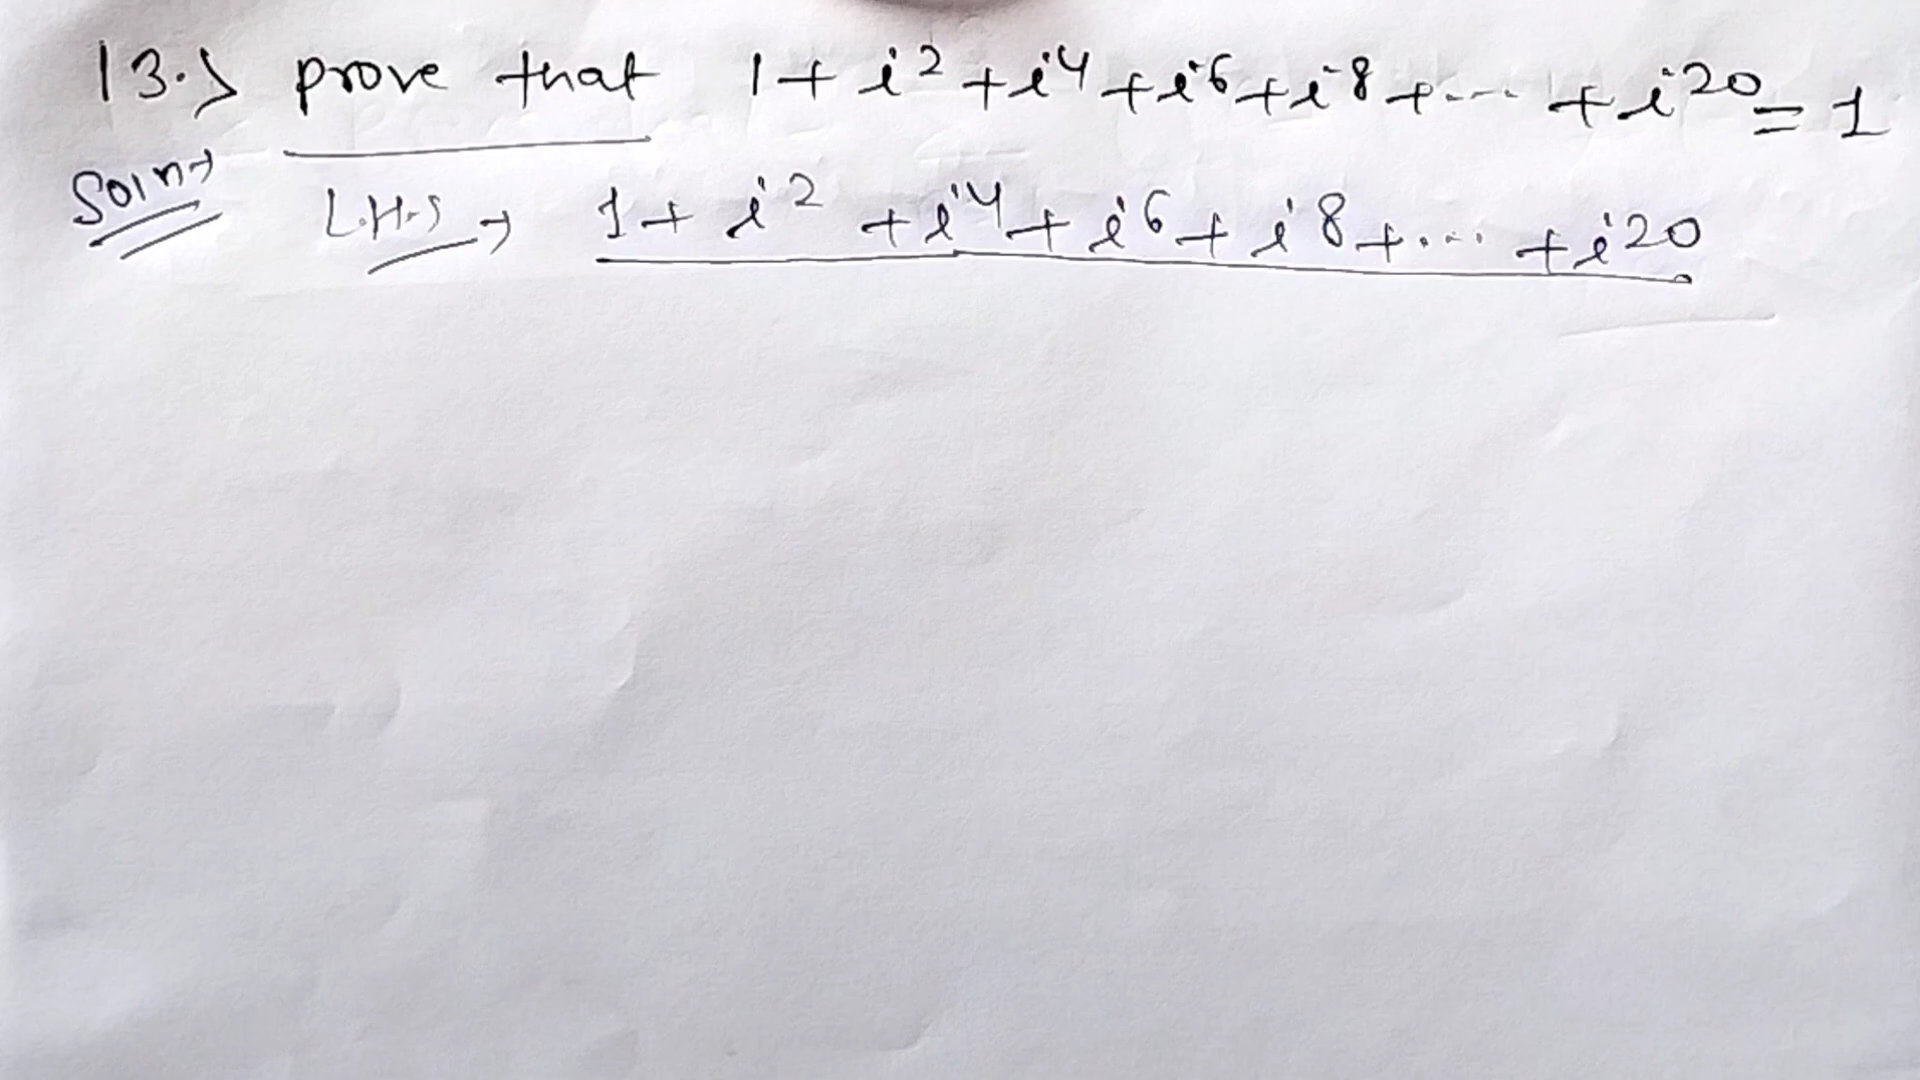 13.) prove that 1 + i² + i⁴ + i⁶ + i⁸ + ... + i²⁰ = 1
Soln→ L.H.S → 1 + i² + i⁴ + i⁶ + i⁸ + .... + i²⁰